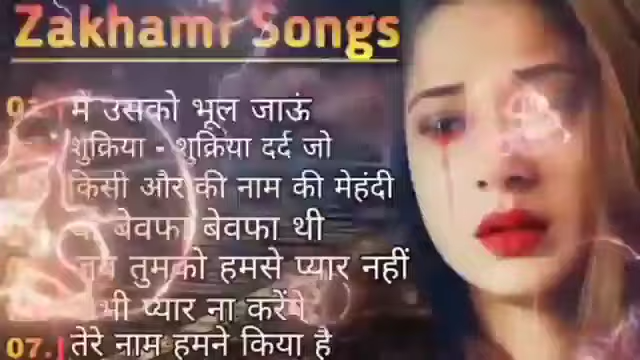 Zakhami Songs
मै उसको भूल जाऊं
शुक्रिया - शुक्रिया दर्द जो
किसी और की नाम की मेहंदी
बेवफा बेवफा थी
तुमको हमसे प्यार नहीं
प्यार ना करेंगे
07.| तेरे नाम हमने किया है